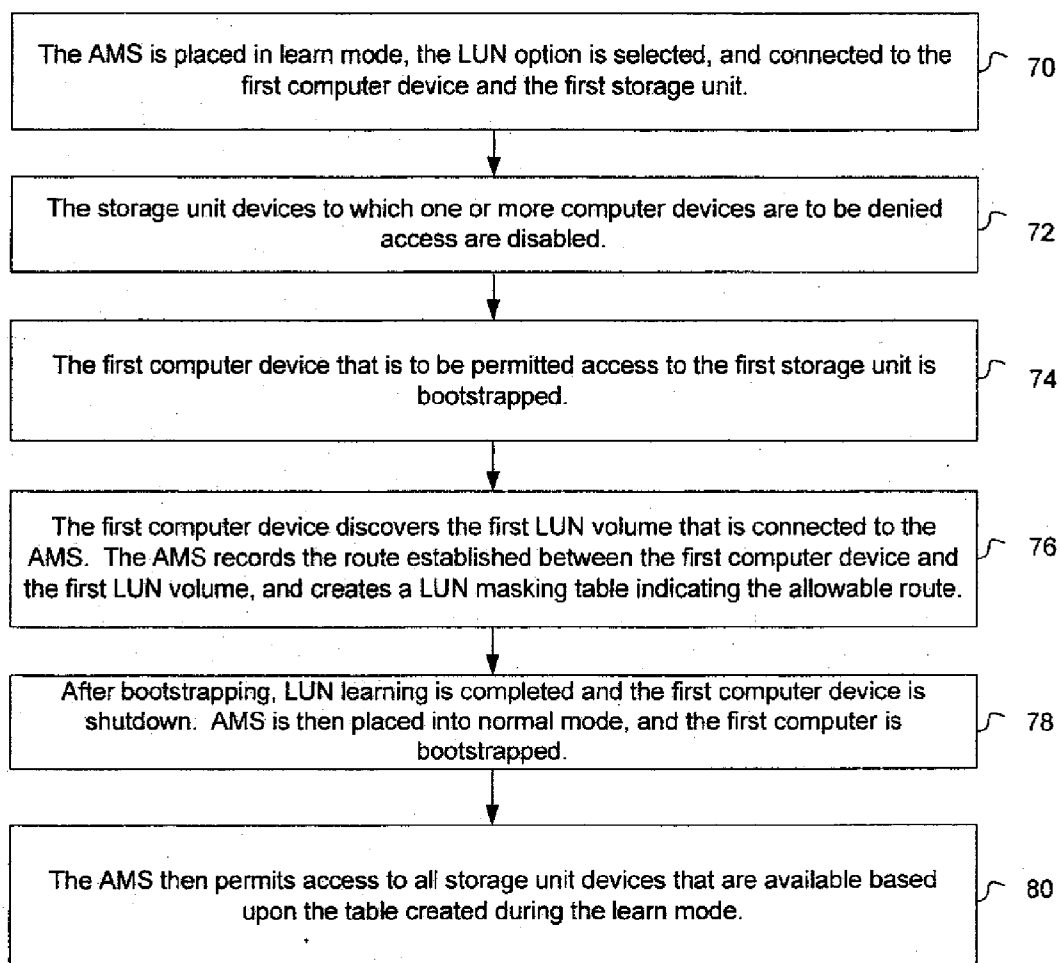 The AMS is placed in learn mode, the LUN option is selected, and connected to the
first computer device and the first storage unit.
70
The storage unit devices to which one or more computer devices are to be denied
access are disabled.
72
The first computer device that is to be permitted access to the first storage unit is
bootstrapped.
74
The first computer device discovers the first LUN volume that is connected to the
AMS. The AMS records the route established between the first computer device and
the first LUN volume, and creates a LUN masking table indicating the allowable route.
76
After bootstrapping, LUN learning is completed and the first computer device is
shutdown. AMS is then placed into normal mode, and the first computer is
bootstrapped.
78
The AMS then permits access to all storage unit devices that are available based
upon the table created during the learn mode.
80